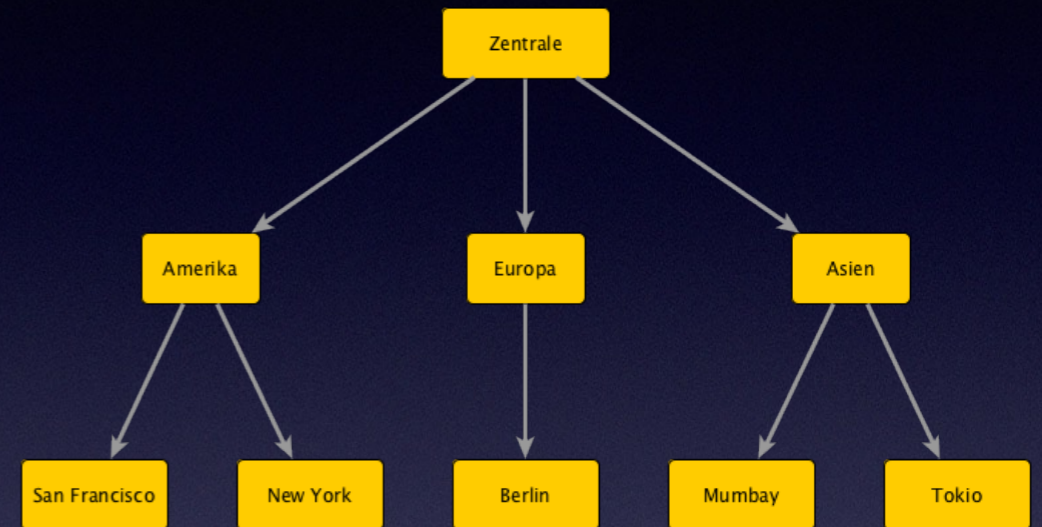 Zentrale
Amerika
Europa
Asien
San Francisco
New York
Berlin
Mumbay
Tokio